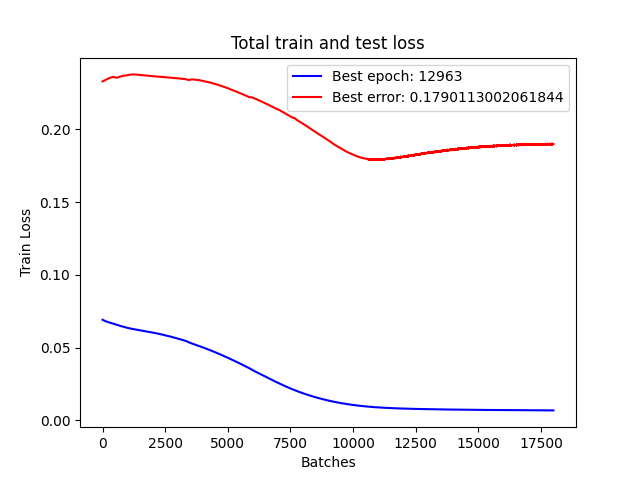 Total train and test loss
Best epoch: 12963
Best error: 0.1790113002061844
Train Loss
0.20
0.15
0.10
0.05
0.00
0 2500 5000 7500 10000 12500 15000 17500
Batches